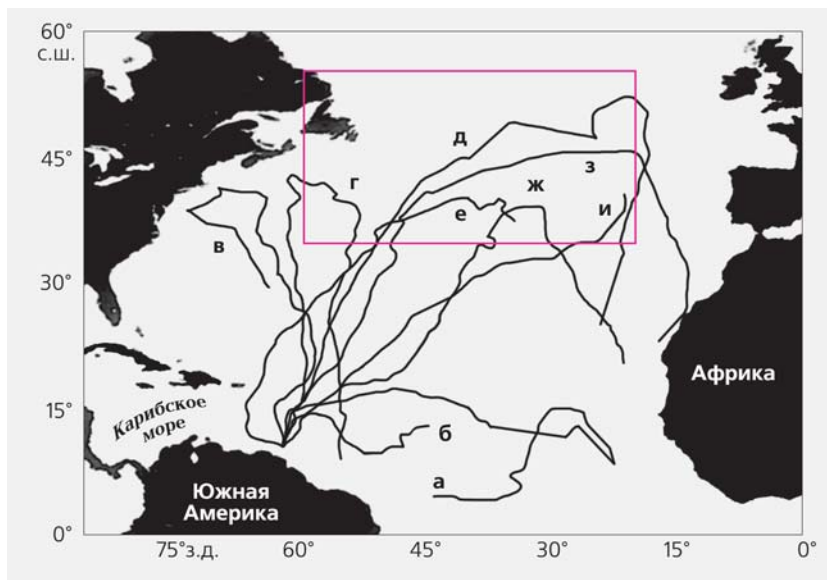 60°
с.ш.
45°
30°
15°
0°
75°з.д.
60°
45°
30°
15°
0°
д
з
г
ж
е
и
в
б
а
Африка
Карибское
море
Южная
Америка